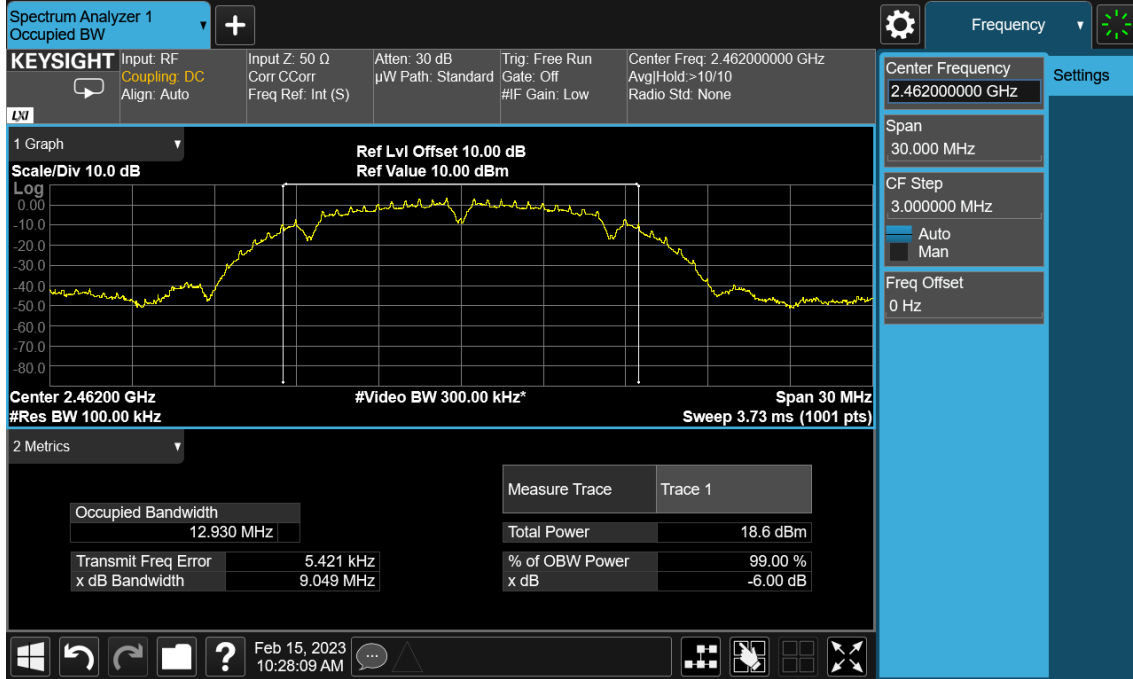 Spectrum Analyzer 1
Occupied BW
+
Frequency
KEYSIGHT
LXI
Input: RF
Coupling: DC
Align: Auto
Input Z: 50 Ω
Corr CCorr
Freq Ref: Int (S)
Atten: 30 dB
µW Path: Standard
Trig: Free Run
Gate: Off
#IF Gain: Low
Center Freq: 2.462000000 GHz
Avg|Hold:>10/10
Radio Std: None
Center Frequency
2.462000000 GHz
Settings
Span
30.000 MHz
CF Step
3.000000 MHz
Auto
Man
Freq Offset
0 Hz
1 Graph
Scale/Div 10.0 dB
Ref Lvl Offset 10.00 dB
Ref Value 10.00 dBm
Log
0.00
-10.0
-20.0
-30.0
-40.0
-50.0
-60.0
-70.0
-80.0
Center 2.46200 GHz
#Video BW 300.00 kHz*
Span 30 MHz
#Res BW 100.00 kHz
Sweep 3.73 ms (1001 pts)
2 Metrics
Measure Trace Trace 1
Occupied Bandwidth
12.930 MHz
Total Power 18.6 dBm
Transmit Freq Error 5.421 kHz
% of OBW Power 99.00 %
x dB Bandwidth 9.049 MHz
x dB -6.00 dB
?
Feb 15, 2023
10:28:09 AM